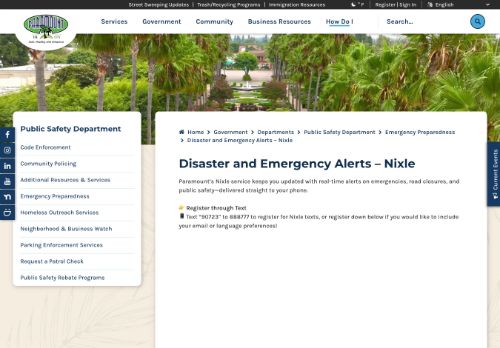 Street Sweeping Updates | Trash/Recycling Programs | Immigration Resources
°F | Register | Sign In | English
PARAMOUNT
Services Government Community Business Resources How Do I Search...
Public Safety Department
Code Enforcement
Community Policing
Additional Resources & Services
Emergency Preparedness
Homeless Outreach Services
Neighborhood & Business Watch
Parking Enforcement Services
Request a Patrol Check
Public Safety Rebate Programs
Home > Government > Departments > Public Safety Department > Emergency Preparedness
> Disaster and Emergency Alerts – Nixle
Disaster and Emergency Alerts – Nixle
Paramount's Nixle service keeps you updated with real-time alerts on emergencies, road closures, and
public safety—delivered straight to your phone.
👉 Register through Text
📱 Text "90723" to 888777 to register for Nixle texts, or register down below if you would like to include
your email or language preferences!
Current Events